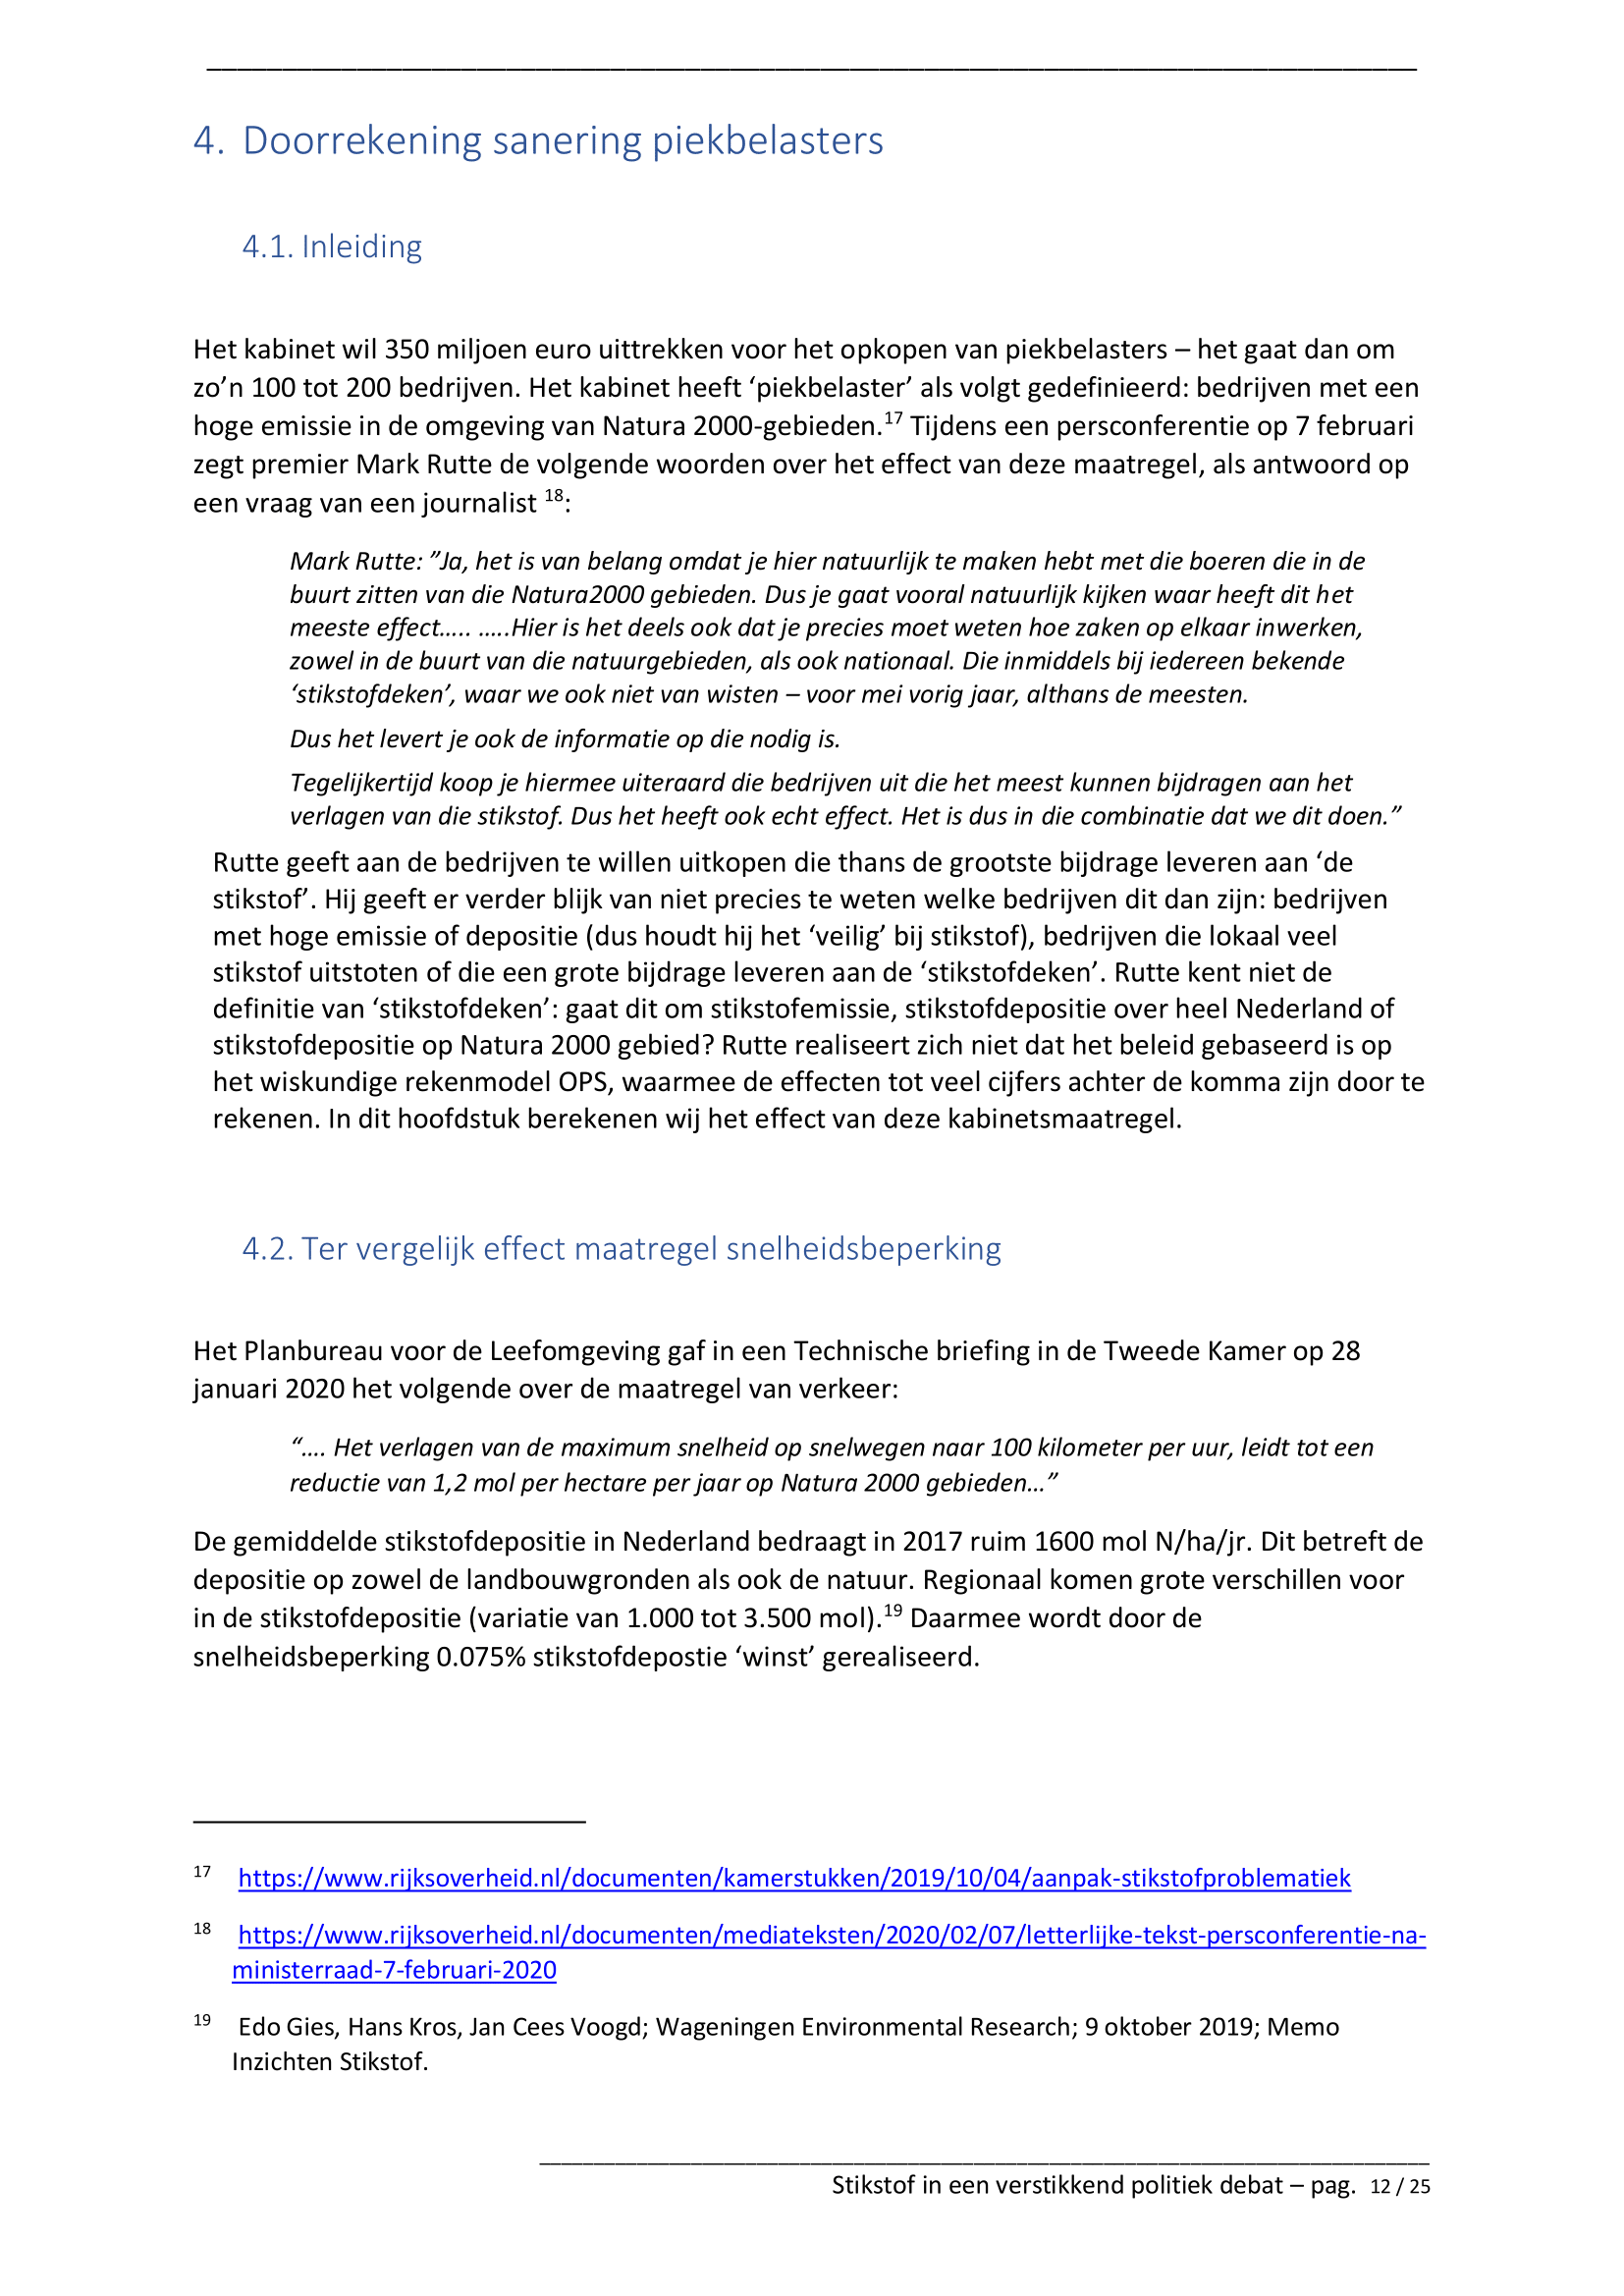 4. Doorrekening sanering piekbelasters
4.1. Inleiding
Het kabinet wil 350 miljoen euro uittrekken voor het opkopen van piekbelasters – het gaat dan om
zo’n 100 tot 200 bedrijven. Het kabinet heeft ‘piekbelaster’ als volgt gedefinieerd: bedrijven met een
hoge emissie in de omgeving van Natura 2000-gebieden.17 Tijdens een persconferentie op 7 februari
zegt premier Mark Rutte de volgende woorden over het effect van deze maatregel, als antwoord op
een vraag van een journalist 18:
Mark Rutte: ”Ja, het is van belang omdat je hier natuurlijk te maken hebt met die boeren die in de
buurt zitten van die Natura2000 gebieden. Dus je gaat vooral natuurlijk kijken waar heeft dit het
meeste effect….. …..Hier is het deels ook dat je precies moet weten hoe zaken op elkaar inwerken,
zowel in de buurt van die natuurgebieden, als ook nationaal. Die inmiddels bij iedereen bekende
‘stikstofdeken’, waar we ook niet van wisten – voor mei vorig jaar, althans de meesten.
Dus het levert je ook de informatie op die nodig is.
Tegelijkertijd koop je hiermee uiteraard die bedrijven uit die het meest kunnen bijdragen aan het
verlagen van die stikstof. Dus het heeft ook echt effect. Het is dus in die combinatie dat we dit doen.”
Rutte geeft aan de bedrijven te willen uitkopen die thans de grootste bijdrage leveren aan ‘de
stikstof’. Hij geeft er verder blijk van niet precies te weten welke bedrijven dit dan zijn: bedrijven
met hoge emissie of depositie (dus houdt hij het ‘veilig’ bij stikstof), bedrijven die lokaal veel
stikstof uitstoten of die een grote bijdrage leveren aan de ‘stikstofdeken’. Rutte kent niet de
definitie van ‘stikstofdeken’: gaat dit om stikstofemissie, stikstofdepositie over heel Nederland of
stikstofdepositie op Natura 2000 gebied? Rutte realiseert zich niet dat het beleid gebaseerd is op
het wiskundige rekenmodel OPS, waarmee de effecten tot veel cijfers achter de komma zijn door te
rekenen. In dit hoofdstuk berekenen wij het effect van deze kabinetsmaatregel.
4.2. Ter vergelijk effect maatregel snelheidsbeperking
Het Planbureau voor de Leefomgeving gaf in een Technische briefing in de Tweede Kamer op 28
januari 2020 het volgende over de maatregel van verkeer:
“…. Het verlagen van de maximum snelheid op snelwegen naar 100 kilometer per uur, leidt tot een
reductie van 1,2 mol per hectare per jaar op Natura 2000 gebieden…”
De gemiddelde stikstofdepositie in Nederland bedraagt in 2017 ruim 1600 mol N/ha/jr. Dit betreft de
depositie op zowel de landbouwgronden als ook de natuur. Regionaal komen grote verschillen voor
in de stikstofdepositie (variatie van 1.000 tot 3.500 mol).19 Daarmee wordt door de
snelheidsbeperking 0.075% stikstofdepostie ‘winst’ gerealiseerd.
17 https://www.rijksoverheid.nl/documenten/kamerstukken/2019/10/04/aanpak-stikstofproblematiek
18 https://www.rijksoverheid.nl/documenten/mediateksten/2020/02/07/letterlijke-tekst-persconferentie-na-
ministerraad-7-februari-2020
19 Edo Gies, Hans Kros, Jan Cees Voogd; Wageningen Environmental Research; 9 oktober 2019; Memo
Inzichten Stikstof.
Stikstof in een verstikkend politiek debat – pag. 12 / 25